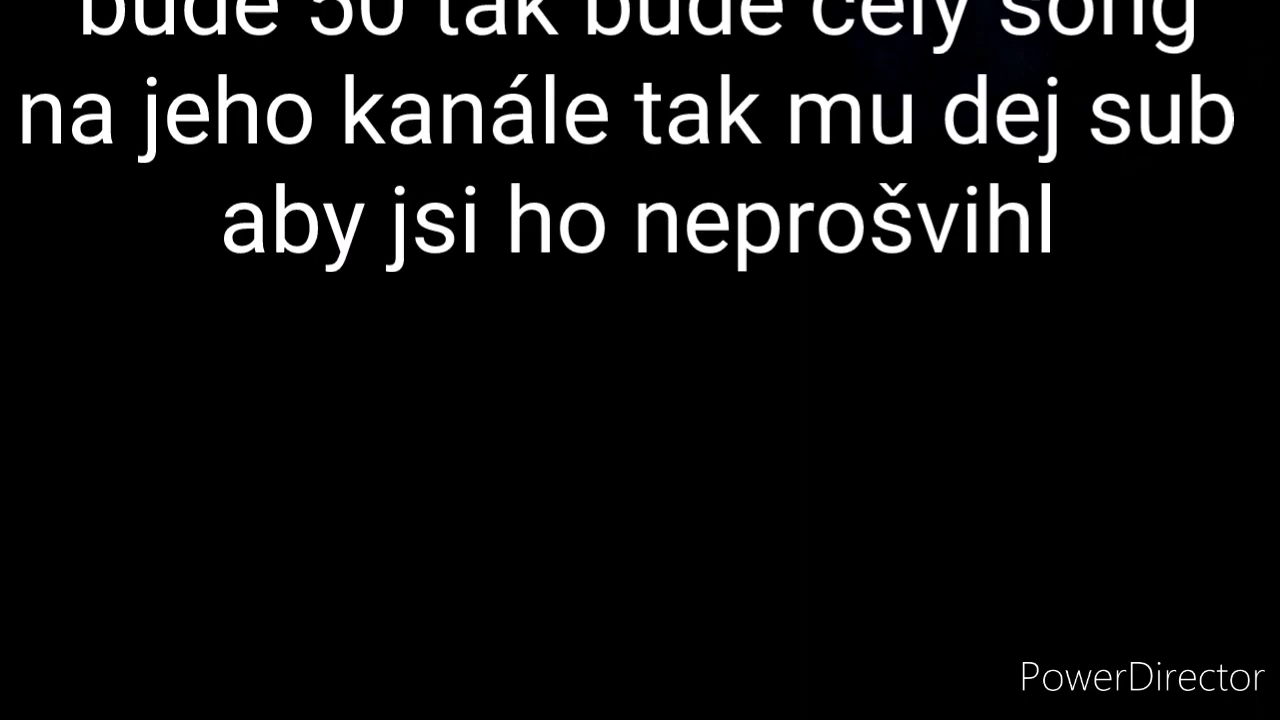 bude 50 tak bude celý song
na jeho kanále tak mu dej sub
aby jsi ho neprošvihl
PowerDirector